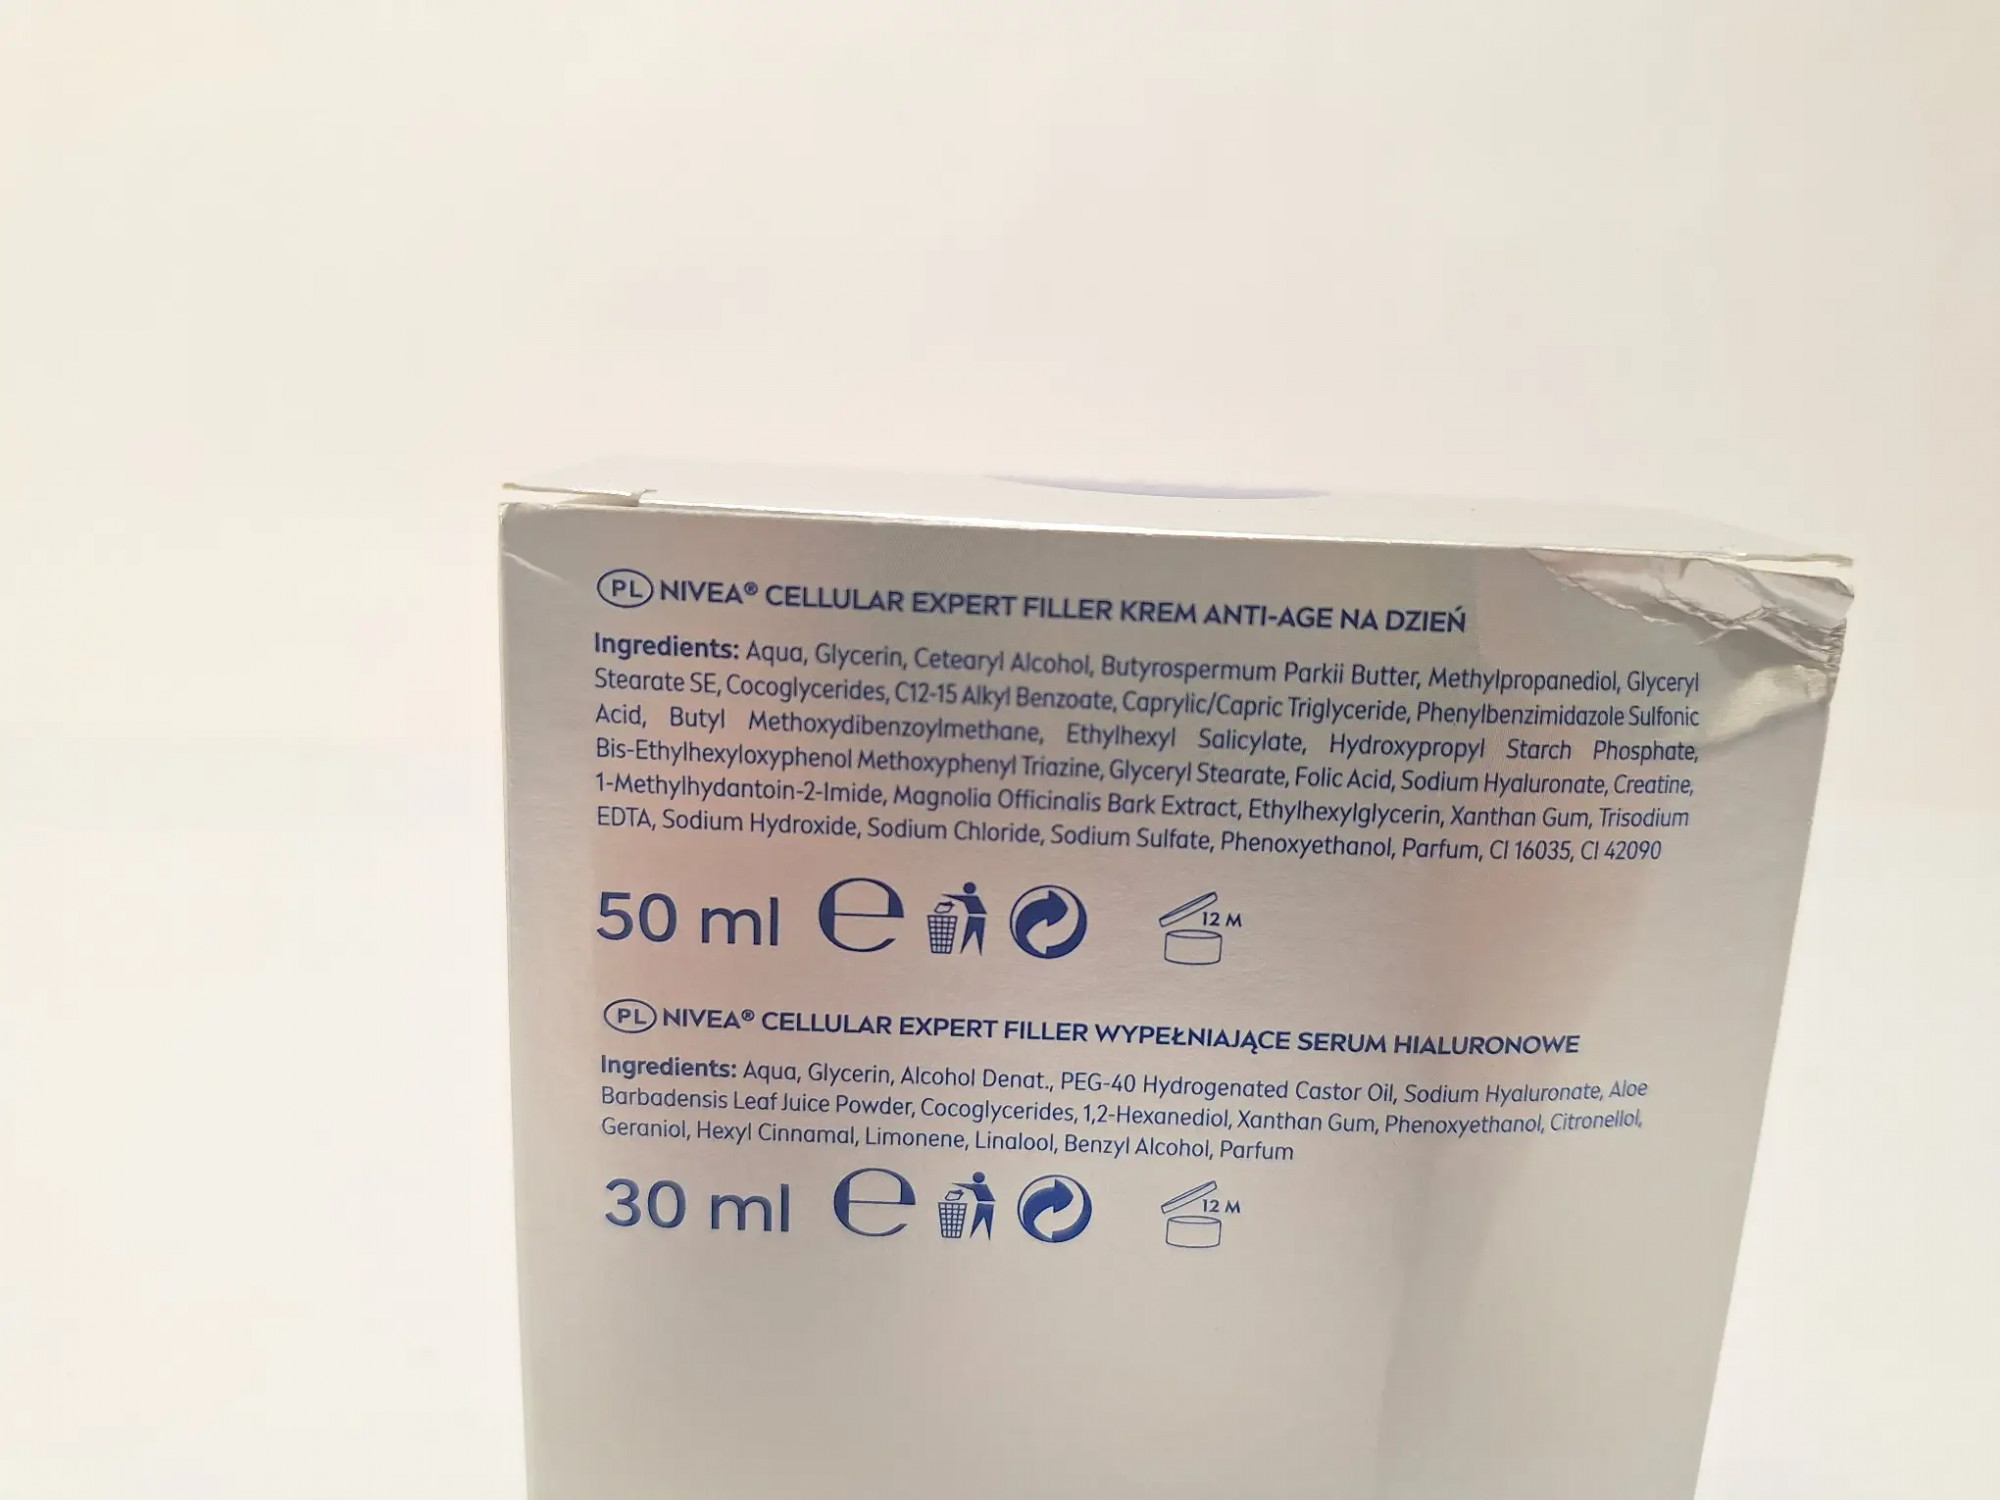 PL NIVEA® CELLULAR EXPERT FILLER KREM ANTI-AGE NA DZIEŃ
Ingredients: Aqua, Glycerin, Cetearyl Alcohol, Butyrospermum Parkii Butter, Methylpropanediol, Glyceryl
Stearate SE, Cocoglycerides, C12-15 Alkyl Benzoate, Caprylic/Capric Triglyceride, Phenylbenzimidazole Sulfonic
Acid, Butyl Methoxydibenzoylmethane, Ethylhexyl Salicylate, Hydroxypropyl Starch Phosphate,
Bis-Ethylhexyloxyphenol Methoxyphenyl Triazine, Glyceryl Stearate, Folic Acid, Sodium Hyaluronate, Creatine,
1-Methylhydantoin-2-Imide, Magnolia Officinalis Bark Extract, Ethylhexylglycerin, Xanthan Gum, Trisodium
EDTA, Sodium Hydroxide, Sodium Chloride, Sodium Sulfate, Phenoxyethanol, Parfum, CI 16035, CI 42090
50 ml e 12 M
PL NIVEA® CELLULAR EXPERT FILLER WYPEŁNIAJĄCE SERUM HIALURONOWE
Ingredients: Aqua, Glycerin, Alcohol Denat., PEG-40 Hydrogenated Castor Oil, Sodium Hyaluronate, Aloe
Barbadensis Leaf Juice Powder, Cocoglycerides, 1,2-Hexanediol, Xanthan Gum, Phenoxyethanol, Citronellol,
Geraniol, Hexyl Cinnamal, Limonene, Linalool, Benzyl Alcohol, Parfum
30 ml e 12 M